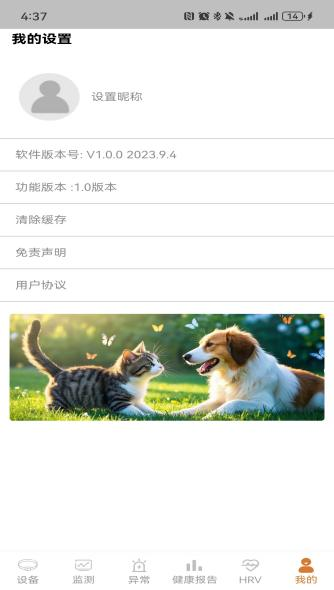 4:37
14
我的设置
设置昵称
软件版本号: V1.0.0 2023.9.4
功能版本 :1.0版本
清除缓存
免责声明
用户协议
设备 监测 异常 健康报告 HRV 我的